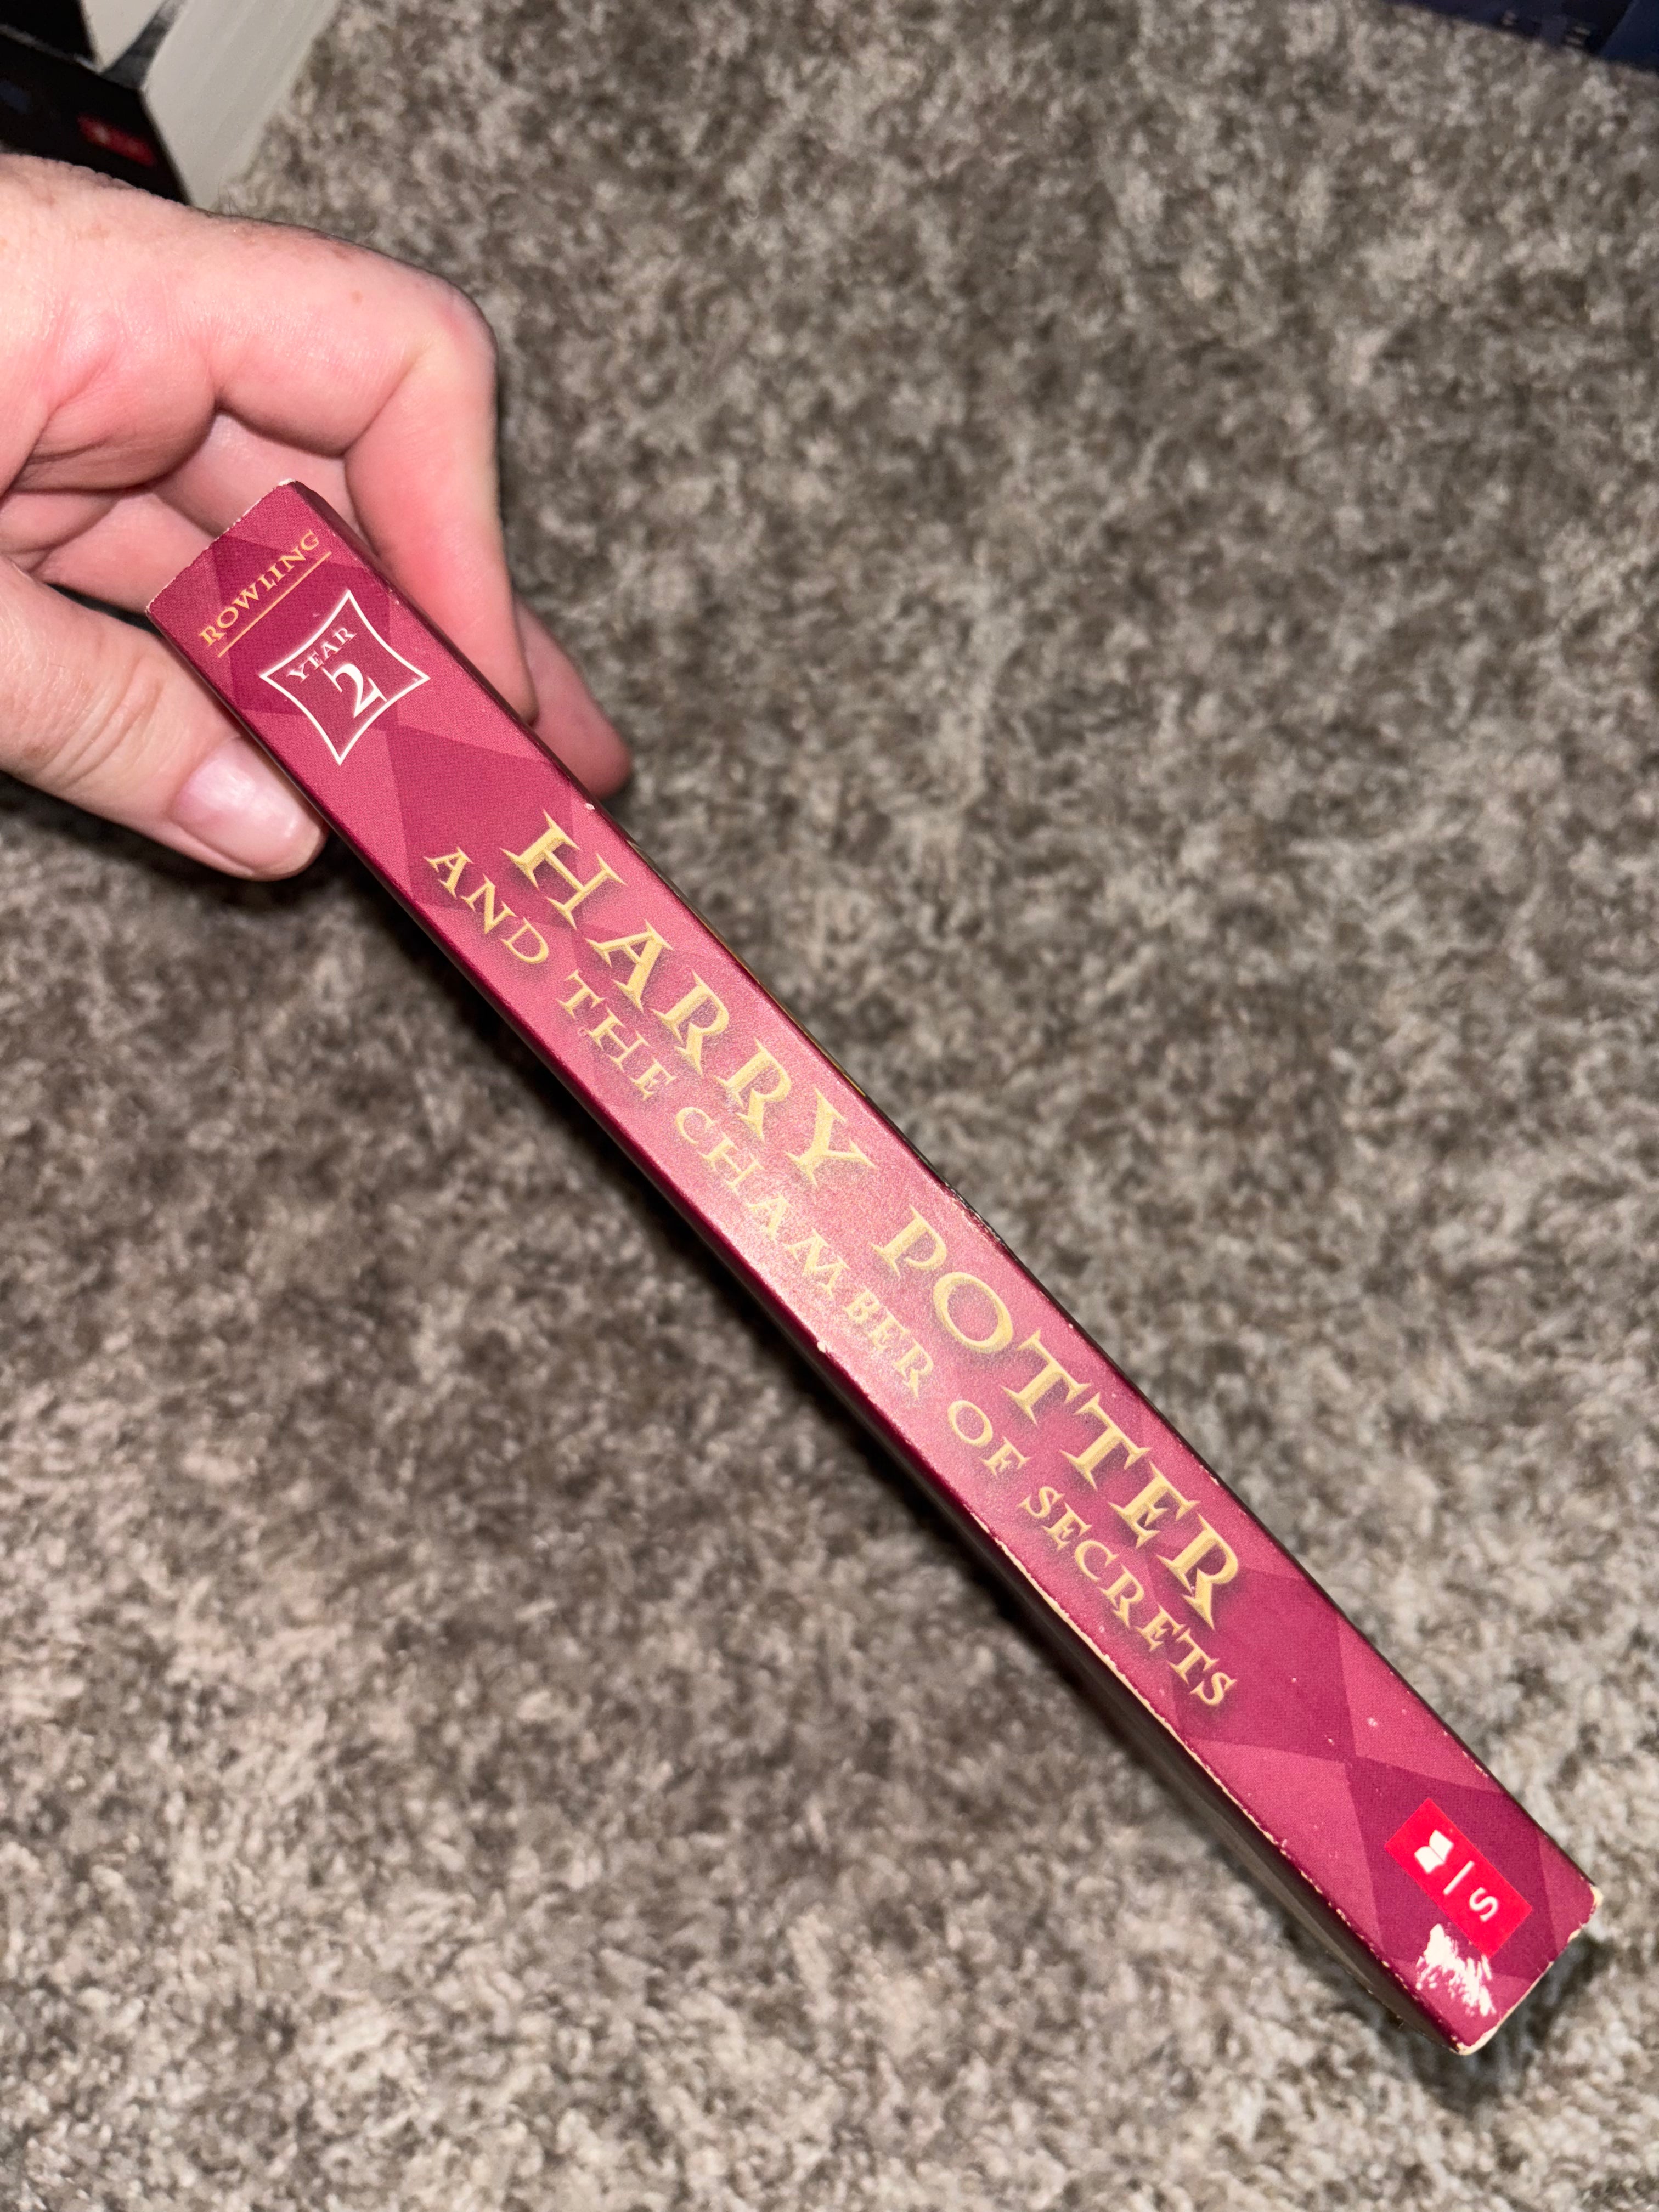 ROWLING
YEAR
2
HARRY POTTER
AND THE CHAMBER OF SECRETS
S